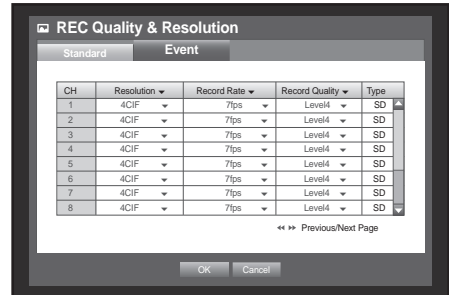 REC Quality & Resolution
Standard Event
CH Resolution Record Rate Record Quality Type
1 4CIF 7fps Level4 SD
2 4CIF 7fps Level4 SD
3 4CIF 7fps Level4 SD
4 4CIF 7fps Level4 SD
5 4CIF 7fps Level4 SD
6 4CIF 7fps Level4 SD
7 4CIF 7fps Level4 SD
8 4CIF 7fps Level4 SD
Previous/Next Page
OK Cancel